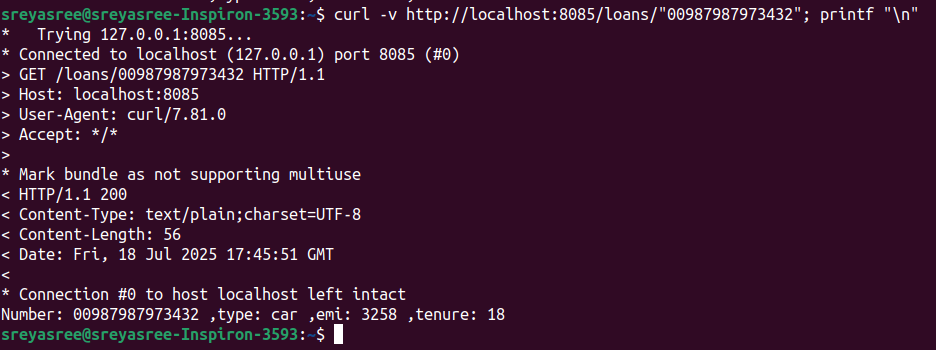 sreyasree@sreyasree-Inspiron-3593:~$ curl -v http://localhost:8085/loans/"00987987973432"; printf "\n"
*   Trying 127.0.0.1:8085...
* Connected to localhost (127.0.0.1) port 8085 (#0)
> GET /loans/00987987973432 HTTP/1.1
> Host: localhost:8085
> User-Agent: curl/7.81.0
> Accept: */*
>
* Mark bundle as not supporting multiuse
< HTTP/1.1 200
< Content-Type: text/plain;charset=UTF-8
< Content-Length: 56
< Date: Fri, 18 Jul 2025 17:45:51 GMT
<
* Connection #0 to host localhost left intact
Number: 00987987973432 ,type: car ,emi: 3258 ,tenure: 18
sreyasree@sreyasree-Inspiron-3593:~$